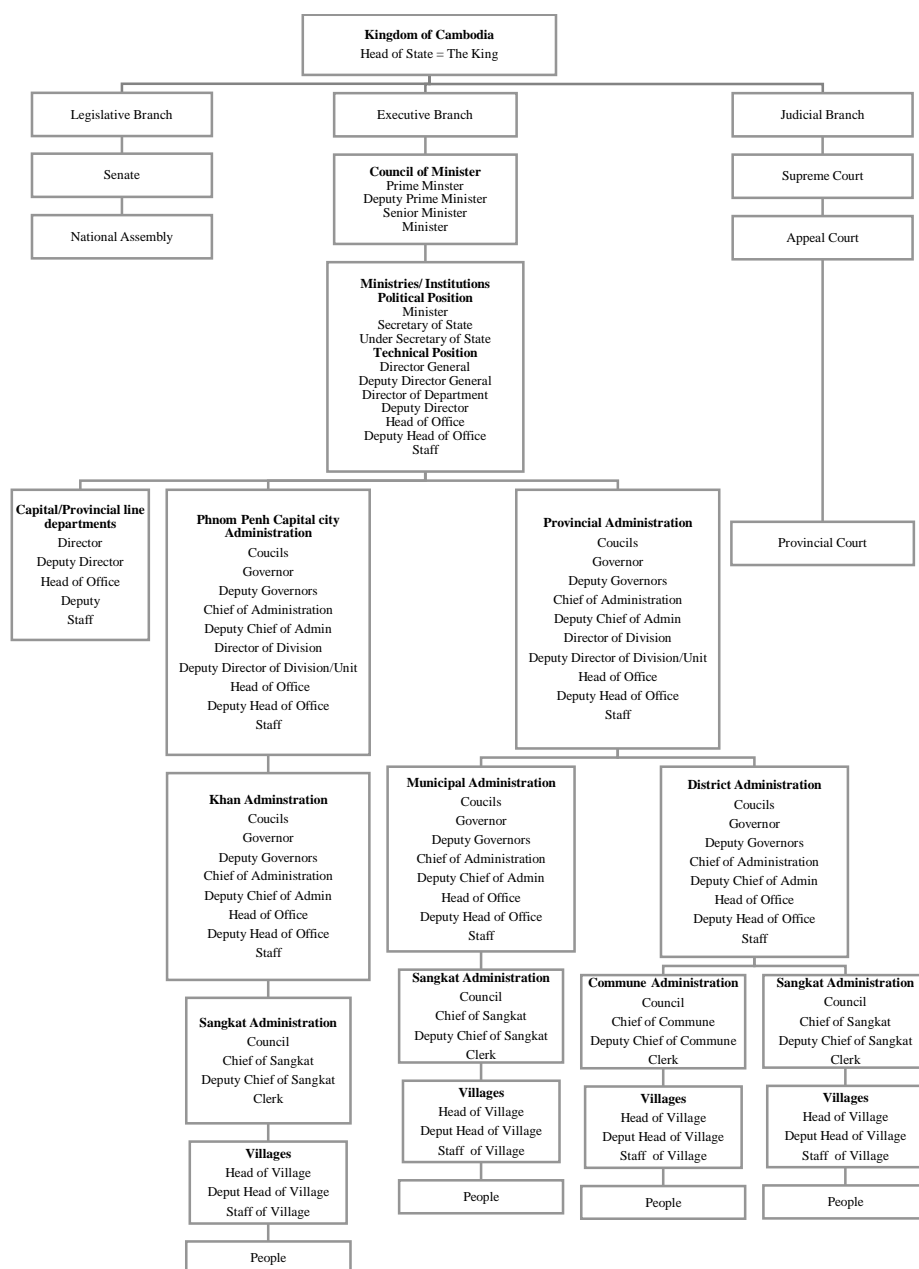 Kingdom of Cambodia
Head of State = The King
Legislative Branch
Executive Branch
Judicial Branch
Senate
Council of Minister
Prime Minster
Deputy Prime Minister
Senior Minister
Minister
Supreme Court
National Assembly
Appeal Court
Ministries/ Institutions
Political Position
Minister
Secretary of State
Under Secretary of State
Technical Position
Director General
Deputy Director General
Director of Department
Deputy Director
Head of Office
Deputy Head of Office
Staff
Capital/Provincial line
departments
Director
Deputy Director
Head of Office
Deputy
Staff
Phnom Penh Capital city
Administration
Coucils
Governor
Deputy Governors
Chief of Administration
Deputy Chief of Admin
Director of Division
Deputy Director of Division/Unit
Head of Office
Deputy Head of Office
Staff
Provincial Administration
Coucils
Governor
Deputy Governors
Chief of Administration
Deputy Chief of Admin
Director of Division
Deputy Director of Division/Unit
Head of Office
Deputy Head of Office
Staff
Provincial Court
Khan Adminstration
Coucils
Governor
Deputy Governors
Chief of Administration
Deputy Chief of Admin
Head of Office
Deputy Head of Office
Staff
Municipal Administration
Coucils
Governor
Deputy Governors
Chief of Administration
Deputy Chief of Admin
Head of Office
Deputy Head of Office
Staff
District Administration
Coucils
Governor
Deputy Governors
Chief of Administration
Deputy Chief of Admin
Head of Office
Deputy Head of Office
Staff
Sangkat Administration
Council
Chief of Sangkat
Deputy Chief of Sangkat
Clerk
Sangkat Administration
Council
Chief of Sangkat
Deputy Chief of Sangkat
Clerk
Commune Administration
Council
Chief of Commune
Deputy Chief of Commune
Clerk
Sangkat Administration
Council
Chief of Sangkat
Deputy Chief of Sangkat
Clerk
Villages
Head of Village
Deput Head of Village
Staff of Village
Villages
Head of Village
Deput Head of Village
Staff of Village
Villages
Head of Village
Deput Head of Village
Staff of Village
Villages
Head of Village
Deput Head of Village
Staff of Village
People
People
People
People